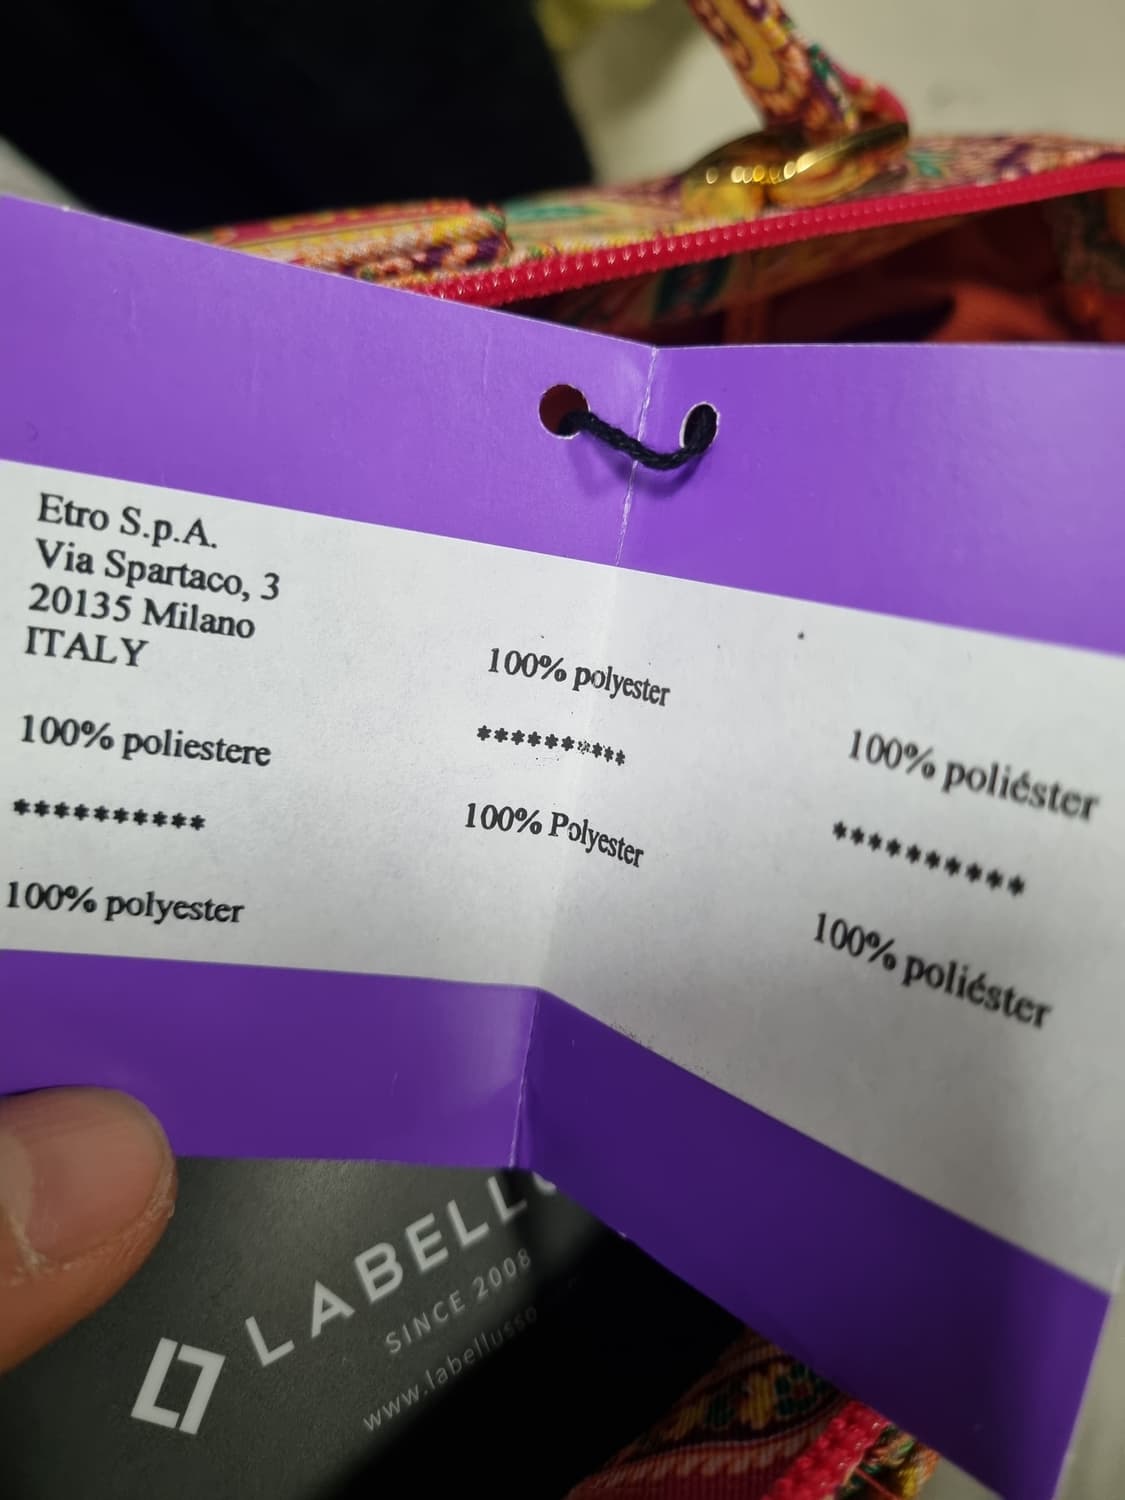 Etro S.p.A.
Via Spartaco, 3
20135 Milano
ITALY
100% poliestere
**********
100% polyester
100% polyester
**********
100% Polyester
100% poliéster
***********
100% poliéster
LABELL
SINCE 2008
www.labellusso